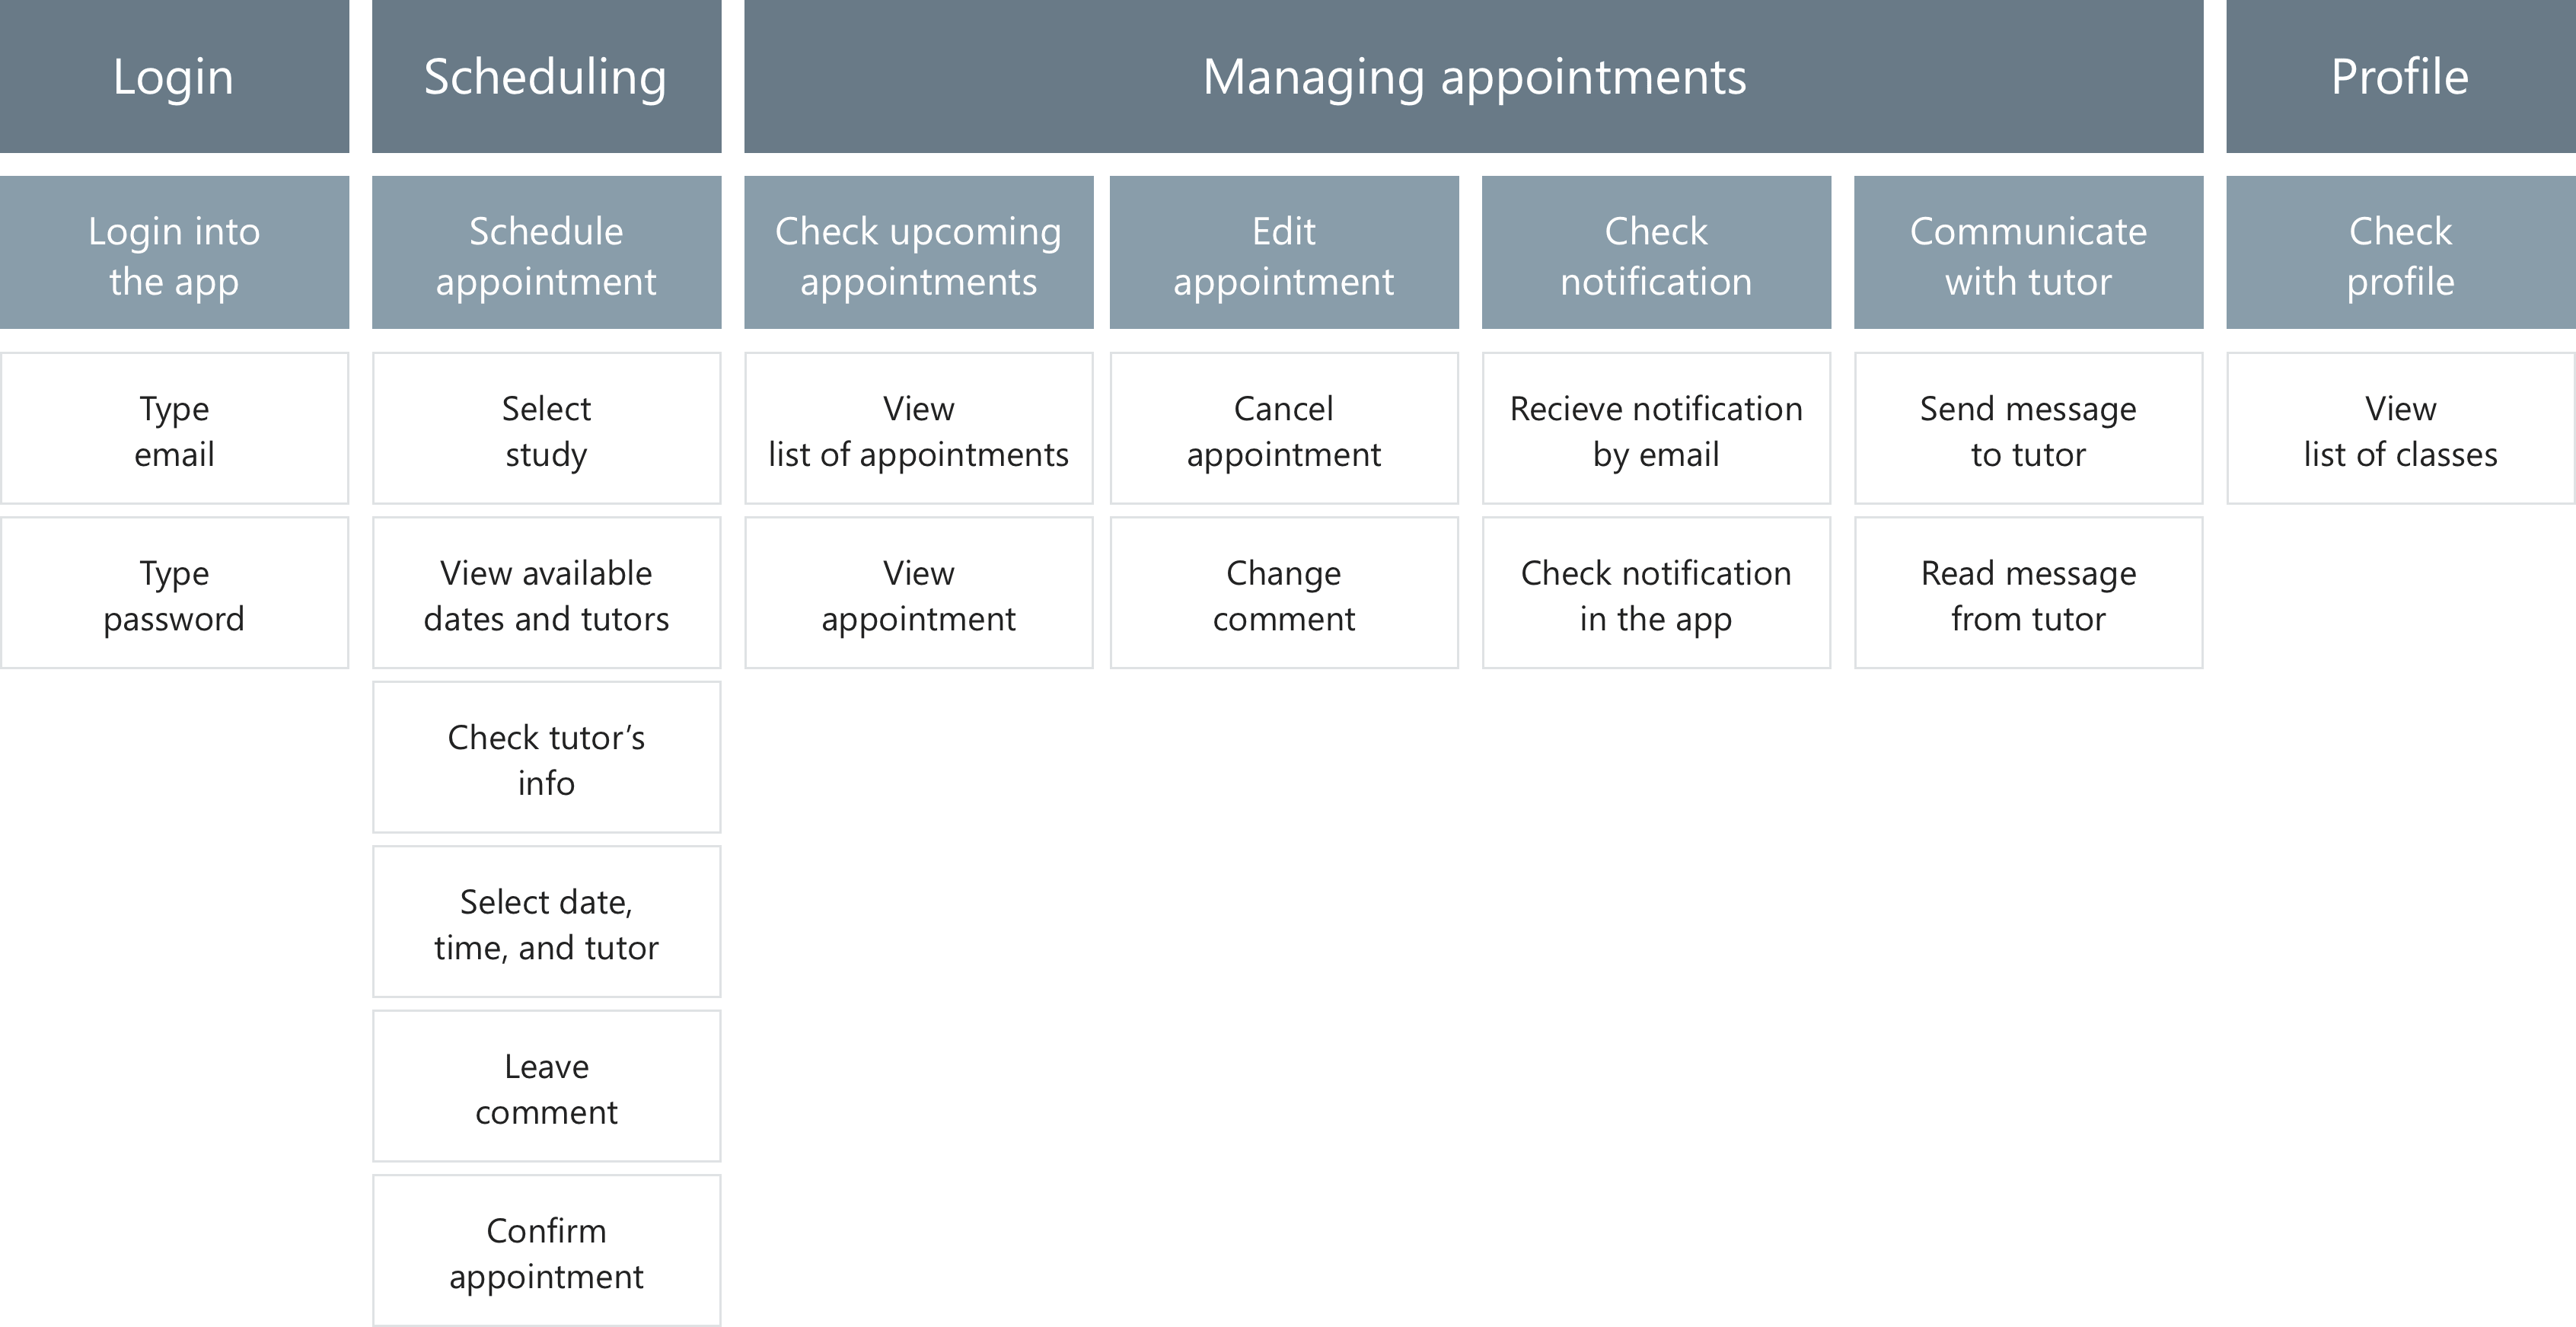 Login
Scheduling
Managing appointments
Profile
Login into
the app
Schedule
appointment
Check upcoming
appointments
Edit
appointment
Check
notification
Communicate
with tutor
Check
profile
Type
email
Select
study
View
list of appointments
Cancel
appointment
Recieve notification
by email
Send message
to tutor
View
list of classes
Type
password
View available
dates and tutors
View
appointment
Change
comment
Check notification
in the app
Read message
from tutor
Check tutor’s
info
Select date,
time, and tutor
Leave
comment
Confirm
appointment